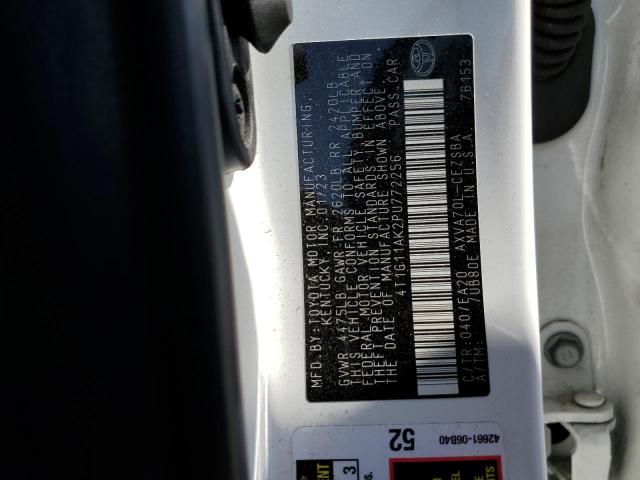 MFD. BY: TOYOTA MOTOR MANUFACTURING,
KENTUCKY, INC. 01/23
GVWR 4475LB GAWR FR 2620LB RR 2420LB
THIS VEHICLE CONFORMS TO ALL APPLICABLE
FEDERAL MOTOR VEHICLE SAFETY, BUMPER AND
THEFT PREVENTION STANDARDS IN EFFECT ON
THE DATE OF MANUFACTURE SHOWN ABOVE.
4T1G11AK2PU772256 PASS. CAR
C/TR: 040/EA20 AXVA70L-CEZSBA
A/TM: /UB80E MADE IN U.S.A. 76153
52
42661-06B40
3